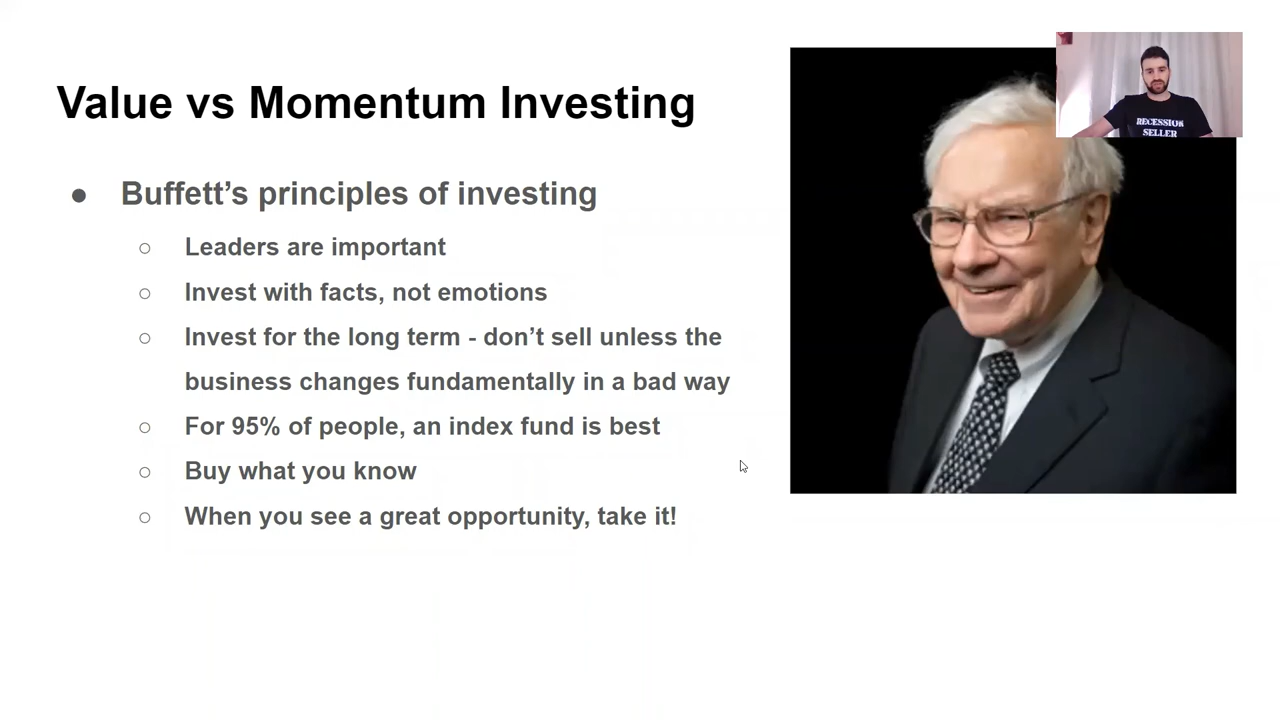 Value vs Momentum Investing
● Buffett’s principles of investing
○ Leaders are important
○ Invest with facts, not emotions
○ Invest for the long term - don’t sell unless the
business changes fundamentally in a bad way
○ For 95% of people, an index fund is best
○ Buy what you know
○ When you see a great opportunity, take it!
RECESSION
SELLER